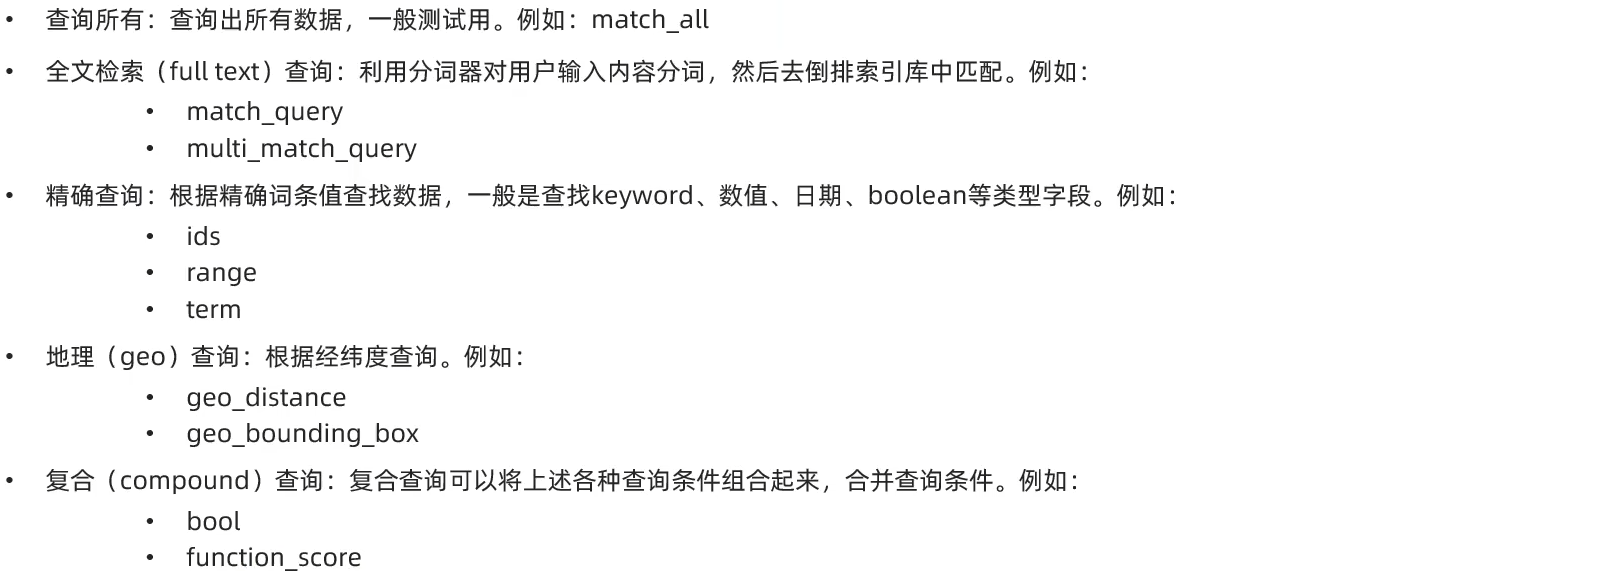 • 查询所有：查询出所有数据，一般测试用。例如：match_all
• 全文检索（full text）查询：利用分词器对用户输入内容分词，然后去倒排索引库中匹配。例如：
• match_query
• multi_match_query
• 精确查询：根据精确词条值查找数据，一般是查找keyword、数值、日期、boolean等类型字段。例如：
• ids
• range
• term
• 地理（geo）查询：根据经纬度查询。例如：
• geo_distance
• geo_bounding_box
• 复合（compound）查询：复合查询可以将上述各种查询条件组合起来，合并查询条件。例如：
• bool
• function_score